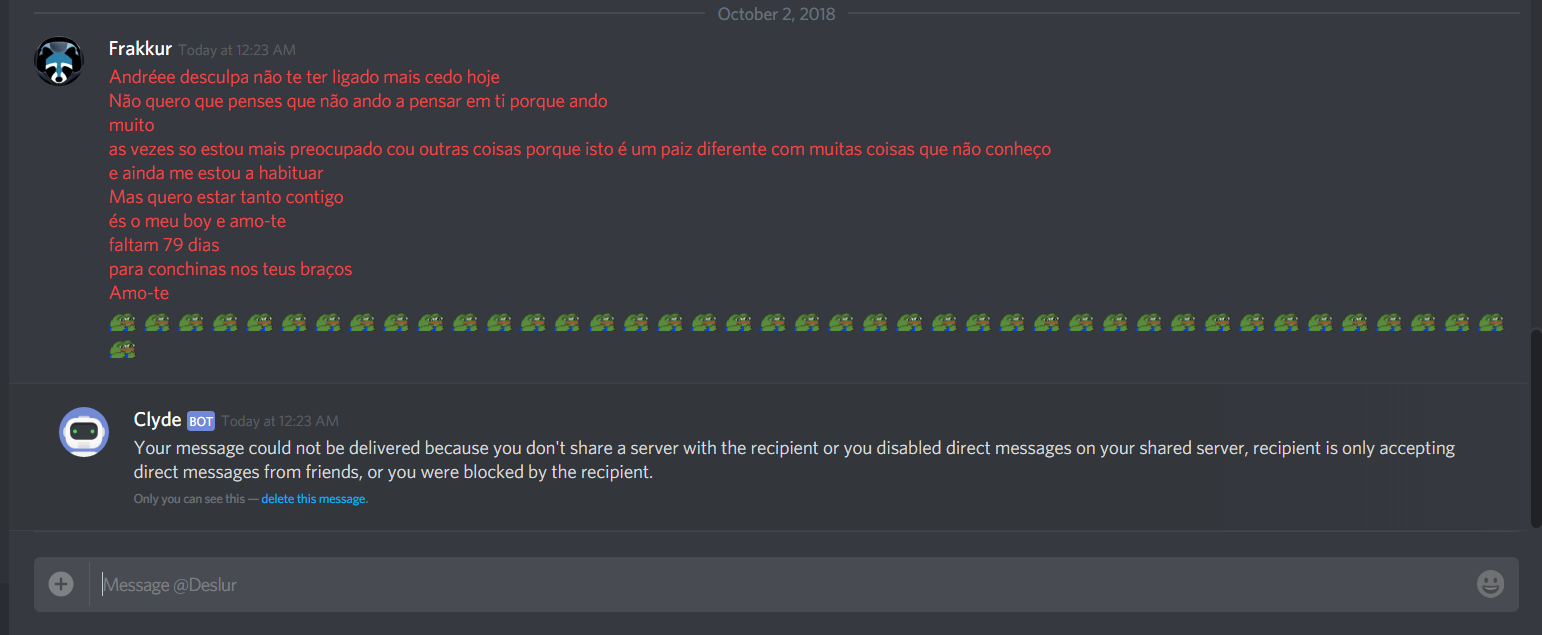 October 2, 2018
Frakkur Today at 12:23 AM
Andréee desculpa não te ter ligado mais cedo hoje
Não quero que penses que não ando a pensar em ti porque ando
muito
as vezes so estou mais preocupado cou outras coisas porque isto é um paiz diferente com muitas coisas que não conheço
e ainda me estou a habituar
Mas quero estar tanto contigo
és o meu boy e amo-te
faltam 79 dias
para conchinas nos teus braços
Amo-te
Clyde BOT Today at 12:23 AM
Your message could not be delivered because you don't share a server with the recipient or you disabled direct messages on your shared server, recipient is only accepting
direct messages from friends, or you were blocked by the recipient.
Only you can see this — delete this message.
Message @Deslur